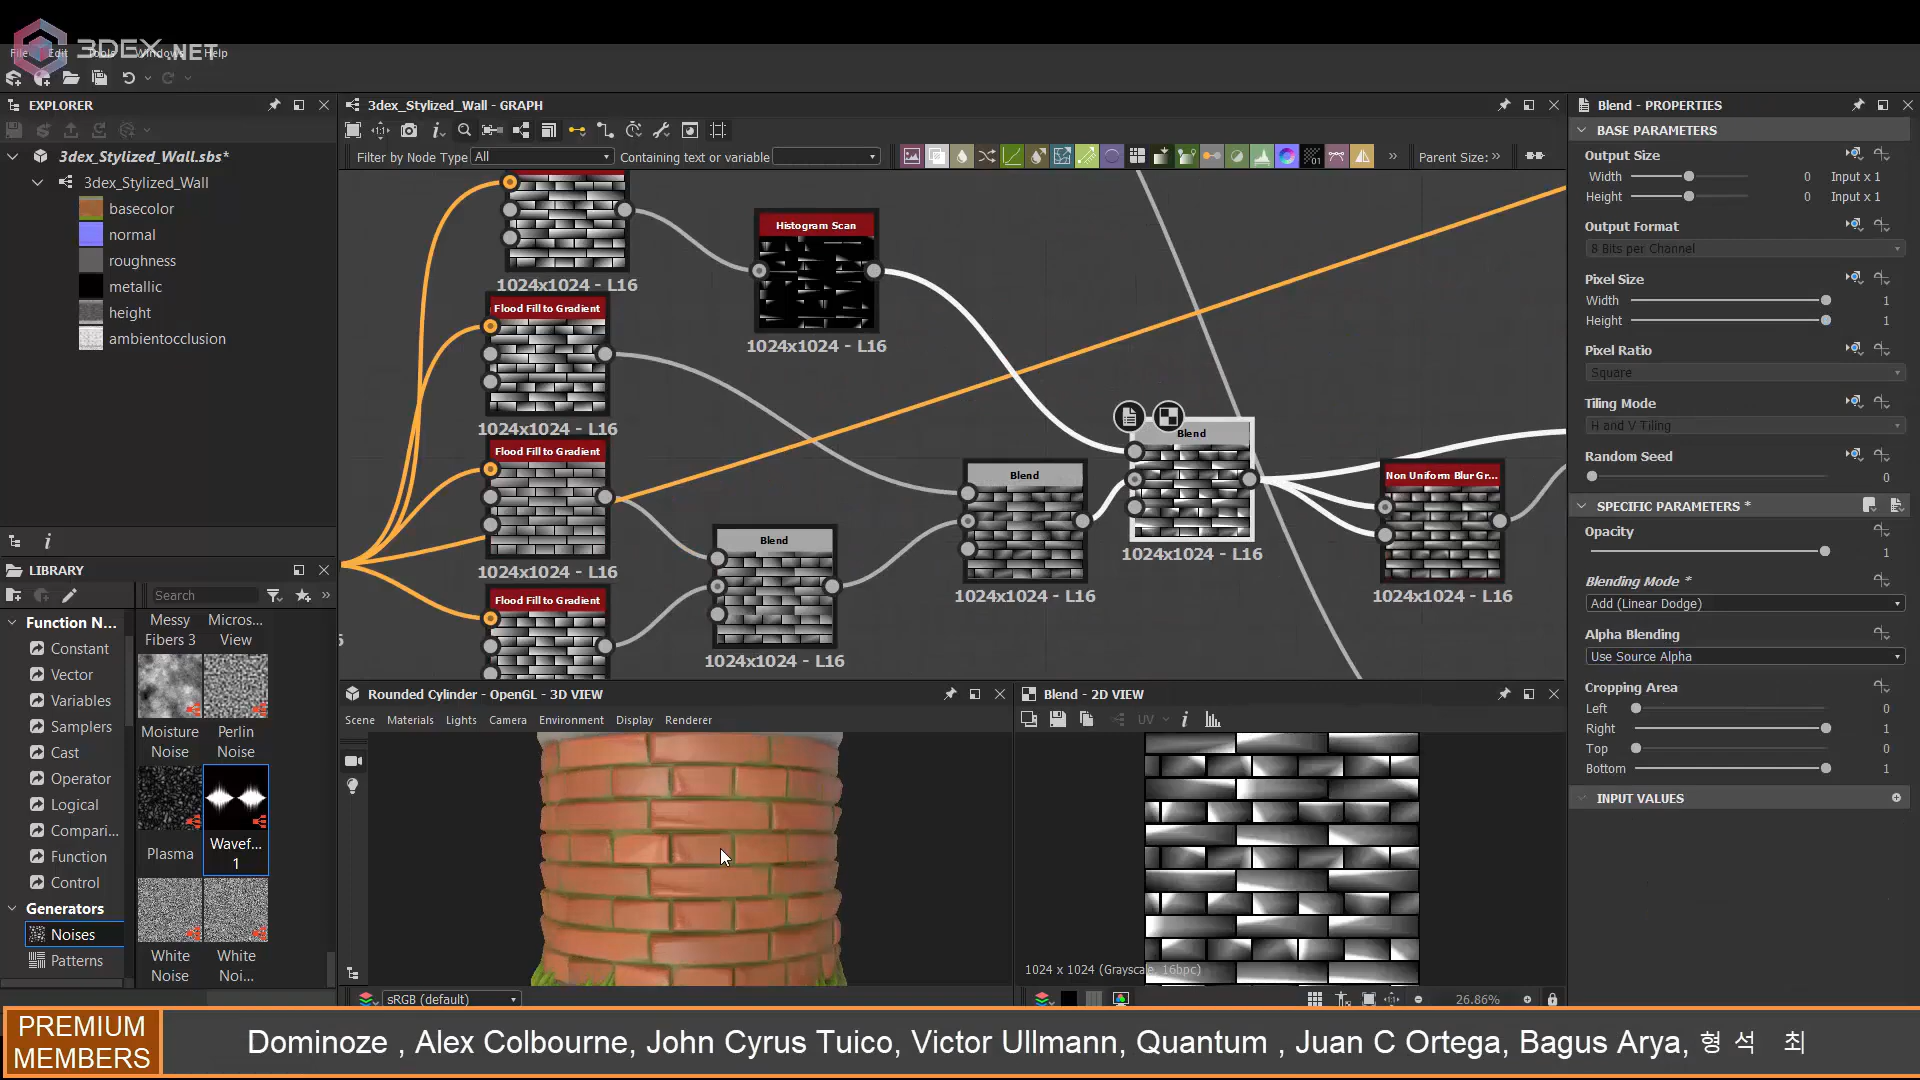 3DEX.NET
File Edit Tools Windows Help
EXPLORER
3dex_Stylized_Wall.sbs*
3dex_Stylized_Wall
basecolor
normal
roughness
metallic
height
ambientocclusion
LIBRARY
Search
Function N...
Constant
Vector
Variables
Samplers
Cast
Operator
Logical
Compari...
Function
Control
Generators
Noises
Patterns
Messy Micros...
Fibers 3 View
Moisture Perlin
Noise Noise
Plasma
Wavef...
1
White White
Noise Noi...
3dex_Stylized_Wall - GRAPH
Filter by Node Type All Containing text or variable
Parent Size:
1024x1024 - L16
Histogram Scan
1024x1024 - L16
Flood Fill to Gradient
1024x1024 - L16
Flood Fill to Gradient
1024x1024 - L16
Flood Fill to Gradient
Blend
1024x1024 - L16
Blend
1024x1024 - L16
Blend
1024x1024 - L16
Non Uniform Blur Gr...
1024x1024 - L16
Rounded Cylinder - OpenGL - 3D VIEW
Scene Materials Lights Camera Environment Display Renderer
sRGB (default)
Blend - 2D VIEW
UV
1024 x 1024 (Grayscale, 16bpc)
26.86%
Blend - PROPERTIES
BASE PARAMETERS
Output Size
Width 0 Input x 1
Height 0 Input x 1
Output Format
8 Bits per Channel
Pixel Size
Width 1
Height 1
Pixel Ratio
Square
Tiling Mode
H and V Tiling
Random Seed
0
SPECIFIC PARAMETERS *
Opacity
1
Blending Mode *
Add (Linear Dodge)
Alpha Blending
Use Source Alpha
Cropping Area
Left 0
Right 1
Top 0
Bottom 1
INPUT VALUES
PREMIUM
MEMBERS
Dominoze , Alex Colbourne, John Cyrus Tuico, Victor Ullmann, Quantum , Juan C Ortega, Bagus Arya, 형 석 최